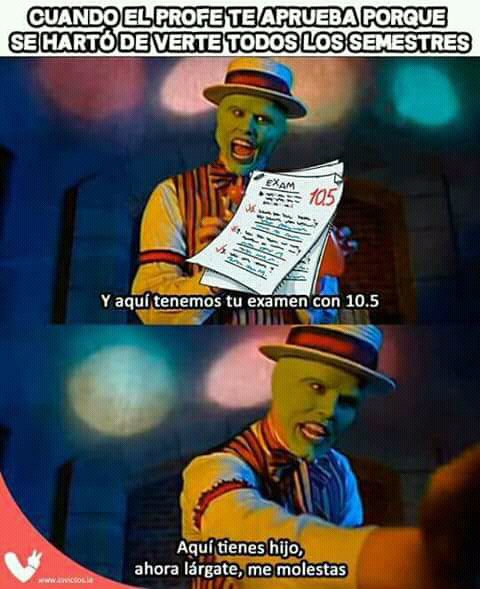 CUANDO EL PROFE TE APRUEBA PORQUE
SE HARTÓ DE VERTE TODOS LOS SEMESTRES
EXAM
10.5
Y aquí tenemos tu examen con 10.5
Aquí tienes hijo,
ahora lárgate, me molestas